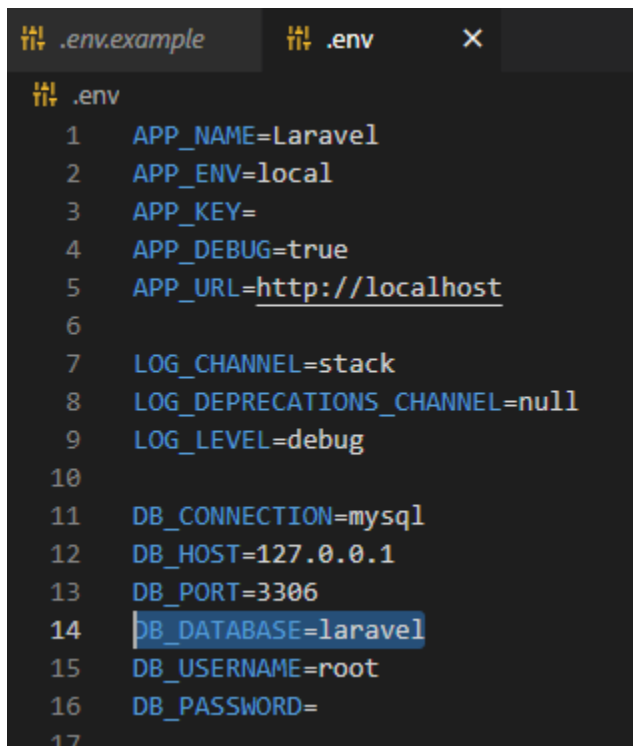 .env.example .env ×
.env
1 APP_NAME=Laravel
2 APP_ENV=local
3 APP_KEY=
4 APP_DEBUG=true
5 APP_URL=http://localhost
6
7 LOG_CHANNEL=stack
8 LOG_DEPRECATIONS_CHANNEL=null
9 LOG_LEVEL=debug
10
11 DB_CONNECTION=mysql
12 DB_HOST=127.0.0.1
13 DB_PORT=3306
14 DB_DATABASE=laravel
15 DB_USERNAME=root
16 DB_PASSWORD=
17